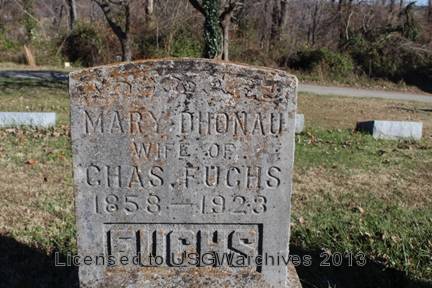 MARY DHONAU
WIFE OF
CHAS. FUCHS
1858 — 1923
FUCHS
Licensed to USGWarchives 2013